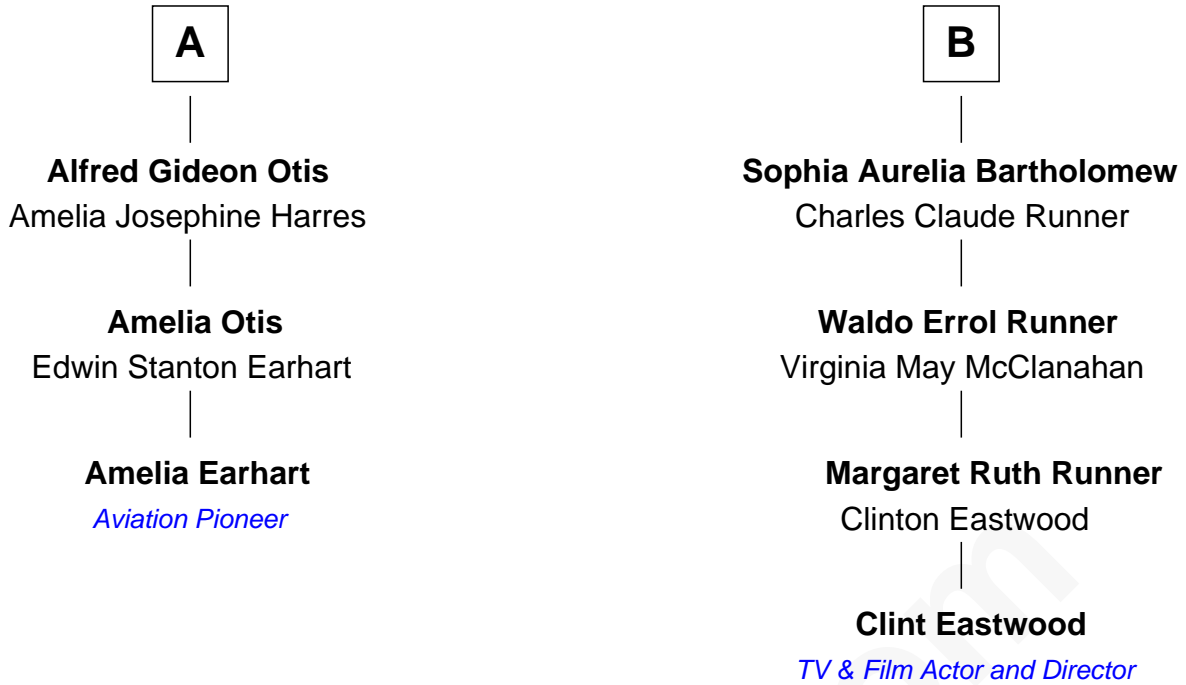 A
Alfred Gideon Otis
Amelia Josephine Harres
Amelia Otis
Edwin Stanton Earhart
Amelia Earhart
Aviation Pioneer
B
Sophia Aurelia Bartholomew
Charles Claude Runner
Waldo Errol Runner
Virginia May McClanahan
Margaret Ruth Runner
Clinton Eastwood
Clint Eastwood
TV & Film Actor and Director